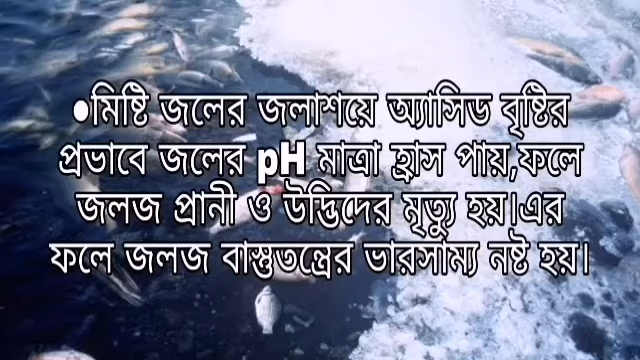 ●মিষ্টি জলের জলাশয়ে অ্যাসিড বৃষ্টির
প্রভাবে জলের pH মাত্রা হ্রাস পায়,ফলে
জলজ প্রানী ও উদ্ভিদের মৃত্যু হয়।এর
ফলে জলজ বাস্তুতন্ত্রের ভারসাম্য নষ্ট হয়।